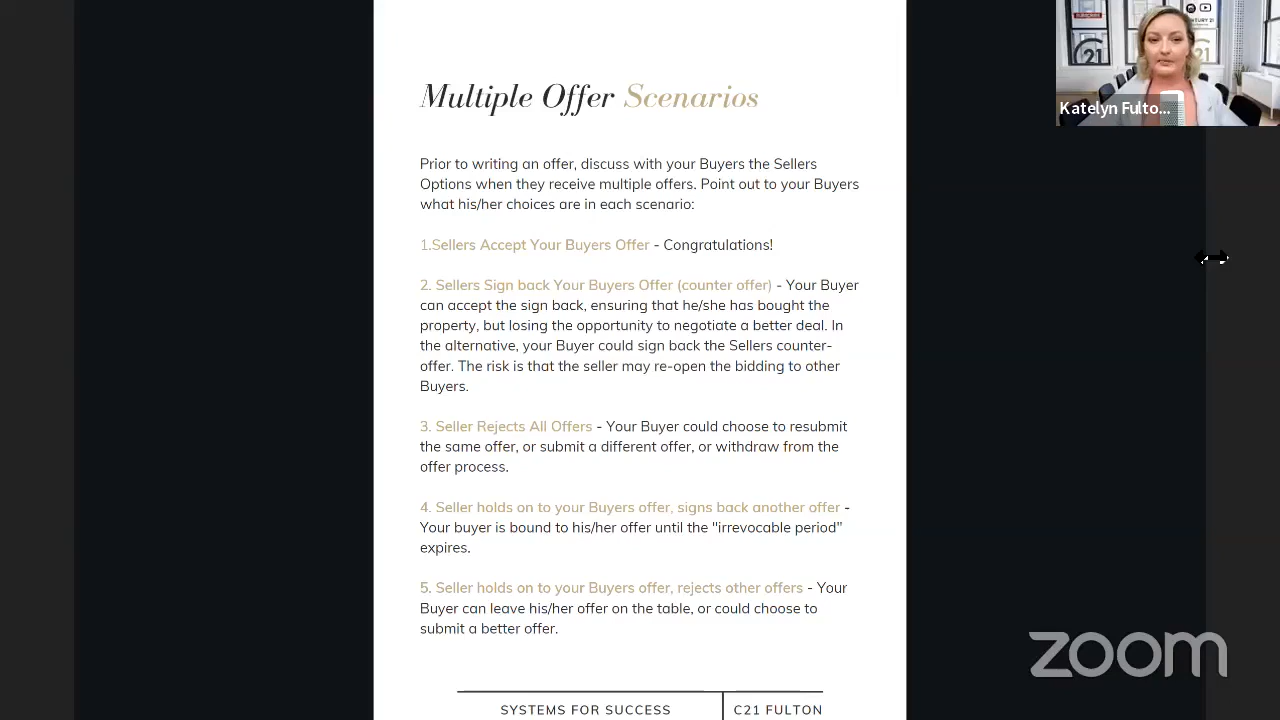 Multiple Offer Scenarios
Prior to writing an offer, discuss with your Buyers the Sellers
Options when they receive multiple offers. Point out to your Buyers
what his/her choices are in each scenario:
1.Sellers Accept Your Buyers Offer - Congratulations!
2. Sellers Sign back Your Buyers Offer (counter offer) - Your Buyer
can accept the sign back, ensuring that he/she has bought the
property, but losing the opportunity to negotiate a better deal. In
the alternative, your Buyer could sign back the Sellers counter-
offer. The risk is that the seller may re-open the bidding to other
Buyers.
3. Seller Rejects All Offers - Your Buyer could choose to resubmit
the same offer, or submit a different offer, or withdraw from the
offer process.
4. Seller holds on to your Buyers offer, signs back another offer -
Your buyer is bound to his/her offer until the "irrevocable period"
expires.
5. Seller holds on to your Buyers offer, rejects other offers - Your
Buyer can leave his/her offer on the table, or could choose to
submit a better offer.
SYSTEMS FOR SUCCESS
C21 FULTON
21
21
Katelyn Fulto...
zoom